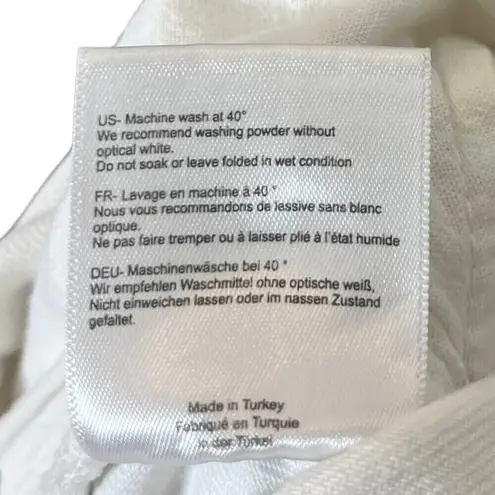 US- Machine wash at 40°
We recommend washing powder without
optical white.
Do not soak or leave folded in wet condition
FR- Lavage en machine à 40 °
Nous vous recommandons de lessive sans blanc
optique.
Ne pas faire tremper ou à laisser plié à l'état humide
DEU- Maschinenwäsche bei 40 °
Wir empfehlen Waschmittel ohne optische weiß,
Nicht einweichen lassen oder im nassen Zustand
gefaltet.
Made in Turkey
Fabriqué en Turquie
in der Türkei